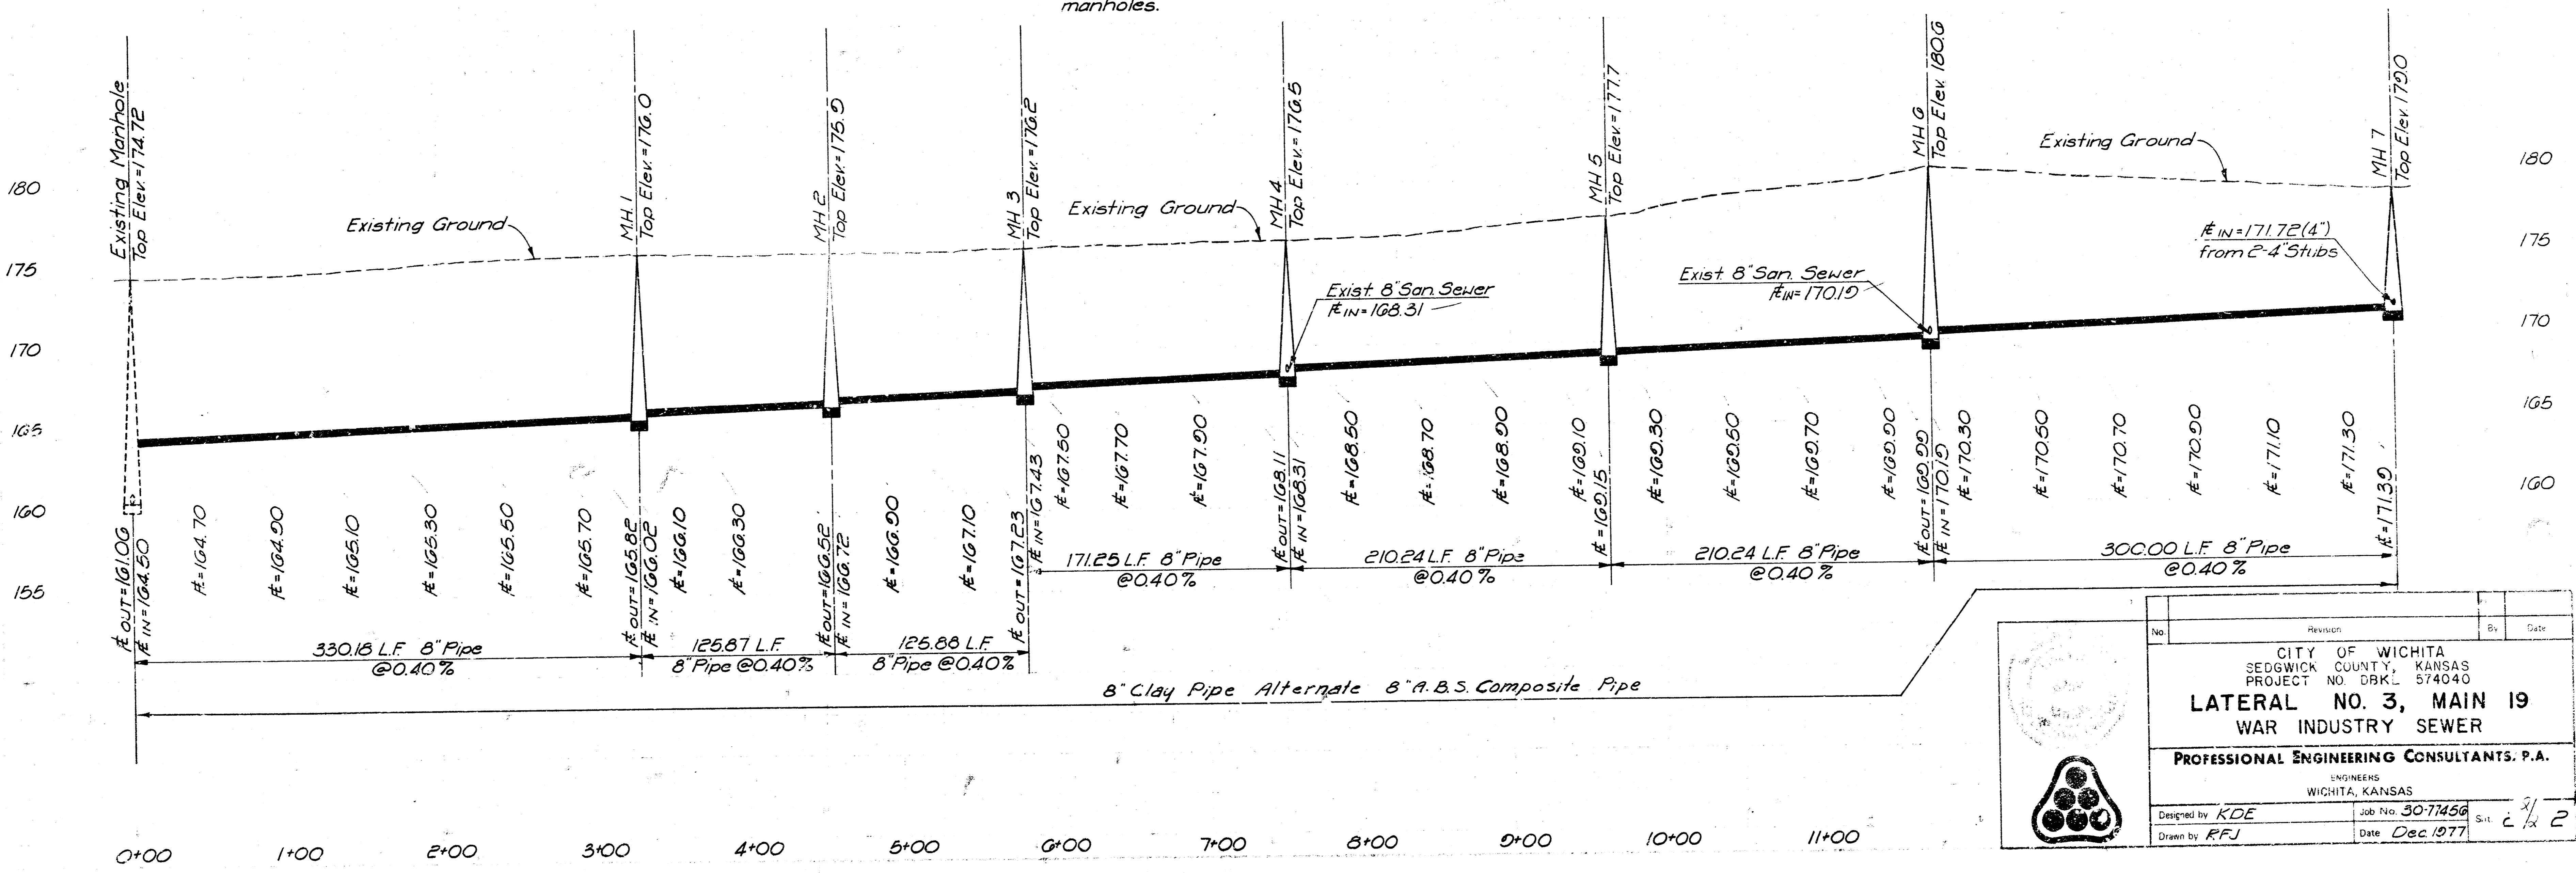 manholes.
Existing Manhole
Top Elev = 174.72
MH. 1
Top Elev. = 176.0
MH 2
Top Elev. = 175.9
MH 3
Top Elev. = 176.2
MH 4
Top Elev. = 176.5
MH 5
Top Elev. = 177.7
MH 6
Top Elev. 180.6
MH 7
Top Elev. 179.0
Existing Ground
Existing Ground
Existing Ground
180
175
170
165
160
155
180
175
170
165
160
Exist. 8" San. Sewer
℄ IN = 168.31
Exist. 8" San. Sewer
℄ IN = 170.19
℄ IN = 171.72 (4")
from 2-4" Stubs
℄ OUT = 161.06
℄ IN = 164.50
℄ = 164.70
℄ = 164.90
℄ = 165.10
℄ = 165.30
℄ = 165.50
℄ = 165.70
℄ OUT = 165.82
℄ IN = 166.02
℄ = 166.10
℄ = 166.30
℄ OUT = 166.52
℄ IN = 166.72
℄ = 166.90
℄ = 167.10
℄ OUT = 167.23
℄ IN = 167.43
℄ = 167.50
℄ = 167.70
℄ = 167.90
℄ OUT = 168.11
℄ IN = 168.31
℄ = 168.50
℄ = 168.70
℄ = 168.90
℄ = 169.10
℄ = 169.15
℄ = 169.30
℄ = 169.50
℄ = 169.70
℄ = 169.90
℄ OUT = 169.99
℄ IN = 170.19
℄ = 170.30
℄ = 170.50
℄ = 170.70
℄ = 170.90
℄ = 171.10
℄ = 171.30
℄ = 171.39
330.18 L.F. 8" Pipe
@ 0.40%
125.87 L.F.
8" Pipe @ 0.40%
125.88 L.F.
8" Pipe @ 0.40%
171.25 L.F. 8" Pipe
@ 0.40%
210.24 L.F. 8" Pipe
@ 0.40%
210.24 L.F. 8" Pipe
@ 0.40%
300.00 L.F. 8" Pipe
@ 0.40%
8" Clay Pipe Alternate 8" A.B.S. Composite Pipe
0+00 1+00 2+00 3+00 4+00 5+00 6+00 7+00 8+00 9+00 10+00 11+00
No. Revision By Date
CITY OF WICHITA
SEDGWICK COUNTY, KANSAS
PROJECT NO. DBKL 574040
LATERAL NO. 3, MAIN 19
WAR INDUSTRY SEWER
PROFESSIONAL ENGINEERING CONSULTANTS, P.A.
ENGINEERS
WICHITA, KANSAS
Designed by KDE
Job No. 30-77456
Drawn by RFJ
Date Dec. 1977
Sht. 2